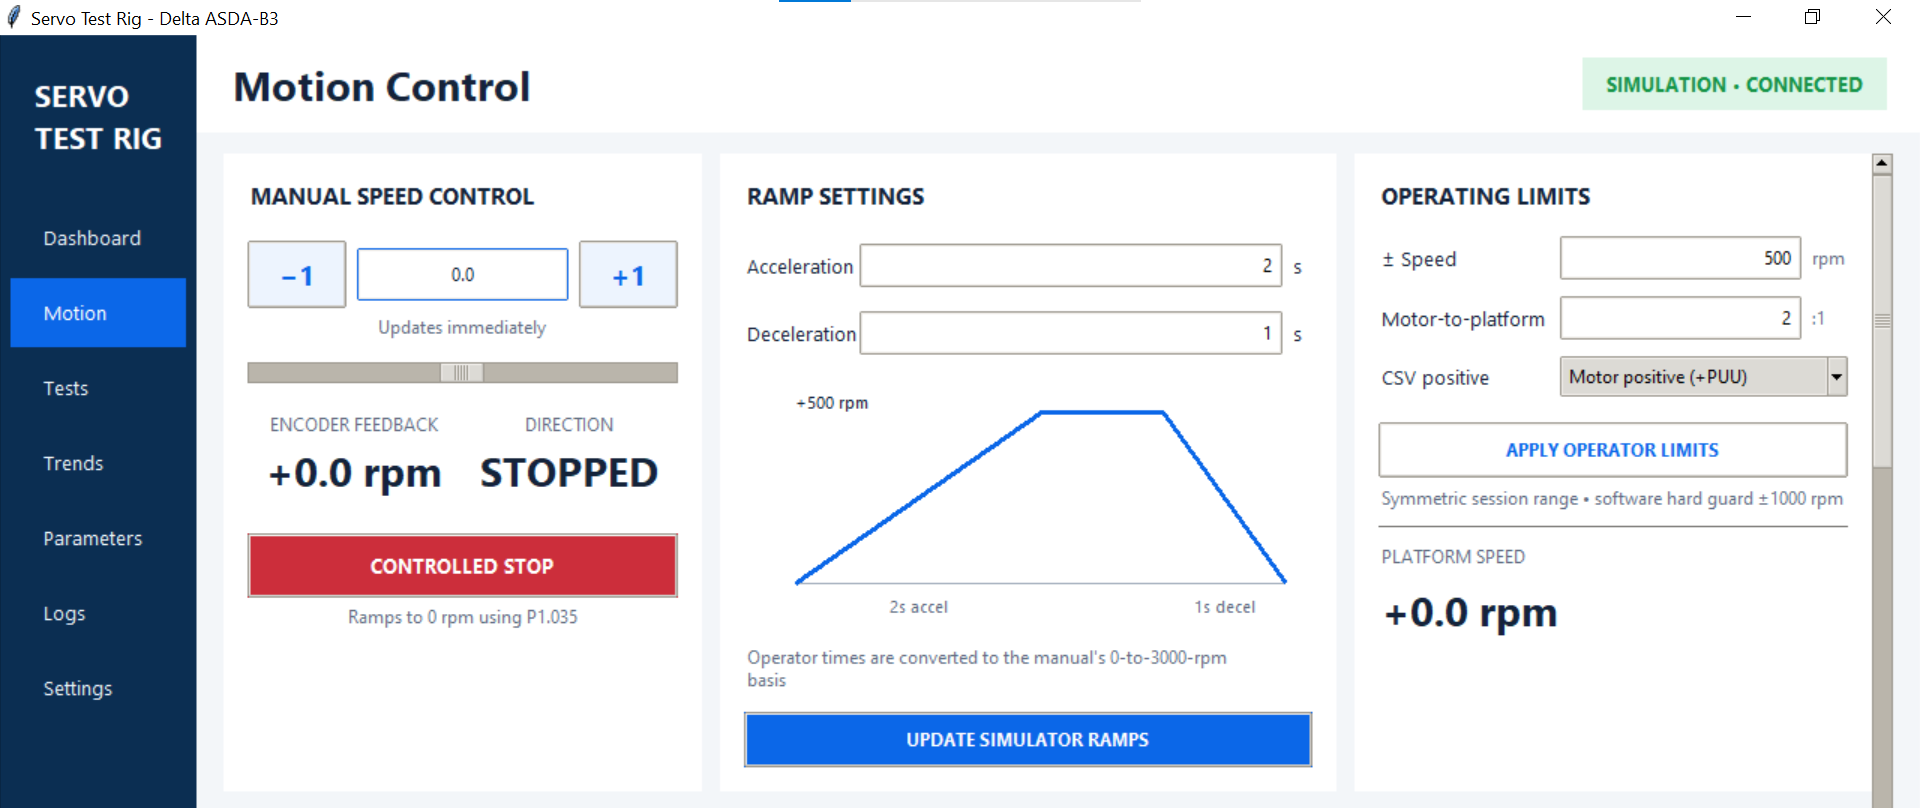 Servo Test Rig - Delta ASDA-B3
SERVO
TEST RIG
Dashboard
Motion
Tests
Trends
Parameters
Logs
Settings
Motion Control
SIMULATION • CONNECTED
MANUAL SPEED CONTROL
−1
0.0
+1
Updates immediately
ENCODER FEEDBACK
DIRECTION
+0.0 rpm
STOPPED
CONTROLLED STOP
Ramps to 0 rpm using P1.035
RAMP SETTINGS
Acceleration
2
s
Deceleration
1
s
+500 rpm
2s accel
1s decel
Operator times are converted to the manual's 0-to-3000-rpm
basis
UPDATE SIMULATOR RAMPS
OPERATING LIMITS
± Speed
500
rpm
Motor-to-platform
2
:1
CSV positive
Motor positive (+PUU)
APPLY OPERATOR LIMITS
Symmetric session range • software hard guard ±1000 rpm
PLATFORM SPEED
+0.0 rpm